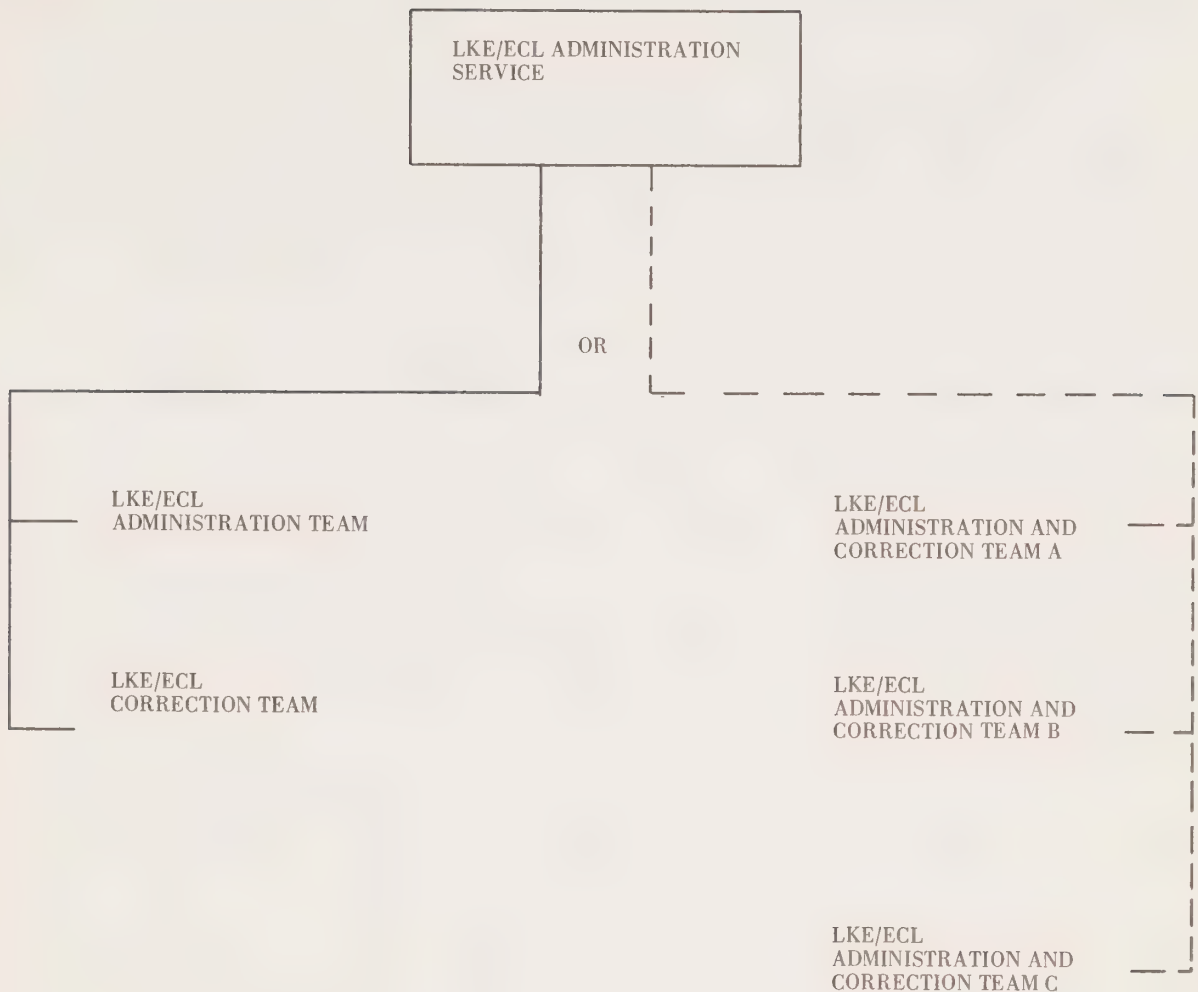 LKE/ECL ADMINISTRATION
SERVICE
OR
LKE/ECL
ADMINISTRATION TEAM
LKE/ECL
CORRECTION TEAM
LKE/ECL
ADMINISTRATION AND
CORRECTION TEAM A
LKE/ECL
ADMINISTRATION AND
CORRECTION TEAM B
LKE/ECL
ADMINISTRATION AND
CORRECTION TEAM C